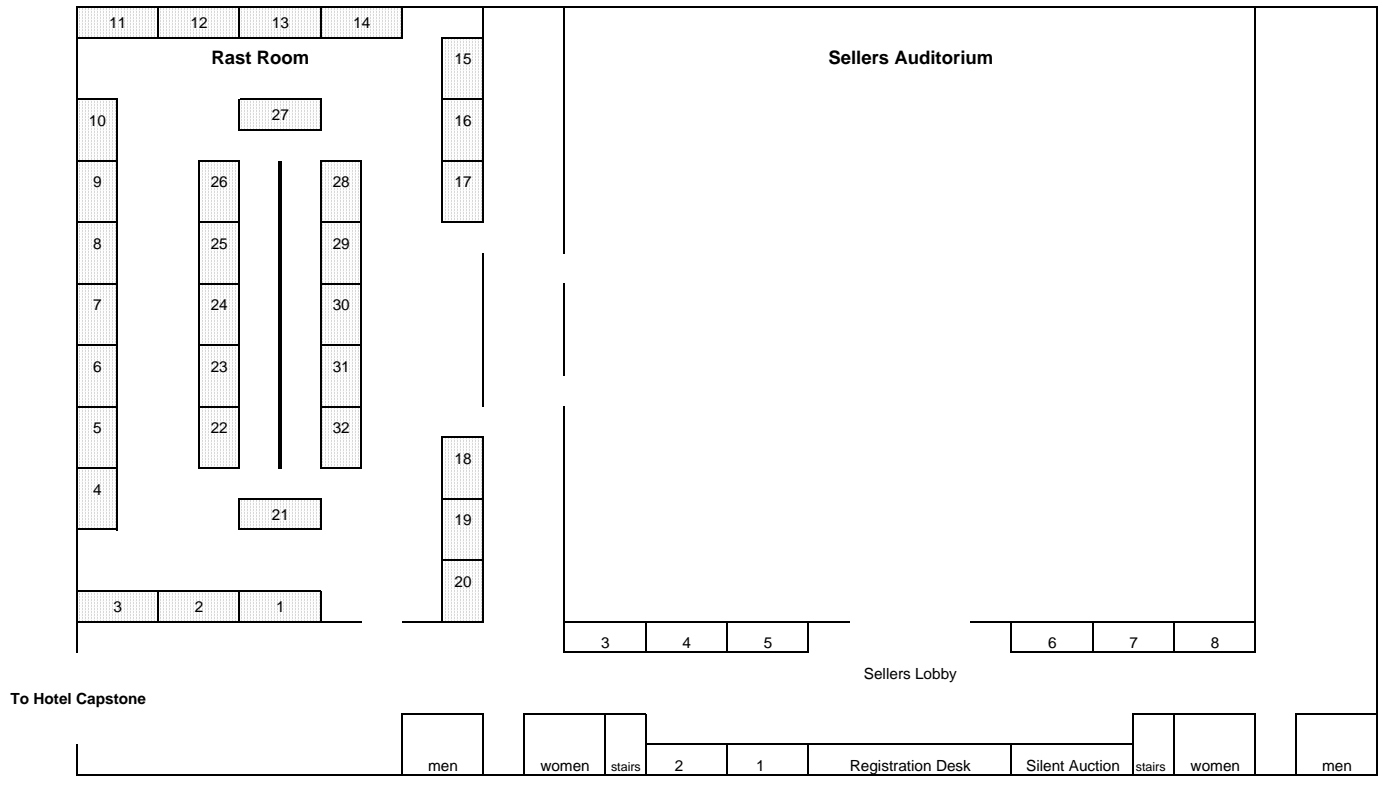 11 12 13 14
Rast Room 15 Sellers Auditorium
27
10 16
9 26 28 17
8 25 29
7 24 30
6 23 31
5 22 32
18
4
21 19
20
3 2 1
3 4 5 6 7 8
Sellers Lobby
To Hotel Capstone
men women stairs 2 1 Registration Desk Silent Auction stairs women men